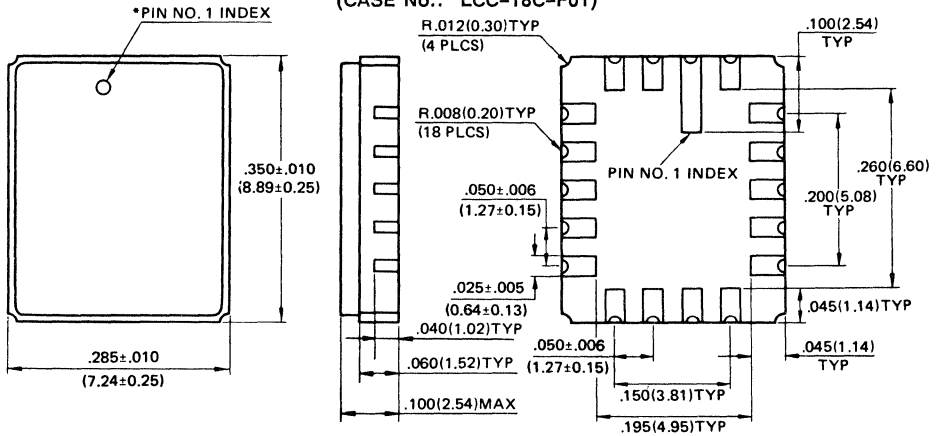 (CASE No.: LCC-18C-F01)
*PIN NO. 1 INDEX
R.012(0.30)TYP
(4 PLCS)
.100(2.54)
TYP
R.008(0.20)TYP
(18 PLCS)
PIN NO. 1 INDEX
.350±.010
(8.89±0.25)
.260(6.60)
TYP
.200(5.08)
TYP
.050±.006
(1.27±0.15)
.025±.005
(0.64±0.13)
.045(1.14)TYP
.040(1.02)TYP
.285±.010
(7.24±0.25)
.060(1.52)TYP
.050±.006
(1.27±0.15)
.045(1.14)
TYP
.150(3.81)TYP
.100(2.54)MAX
.195(4.95)TYP